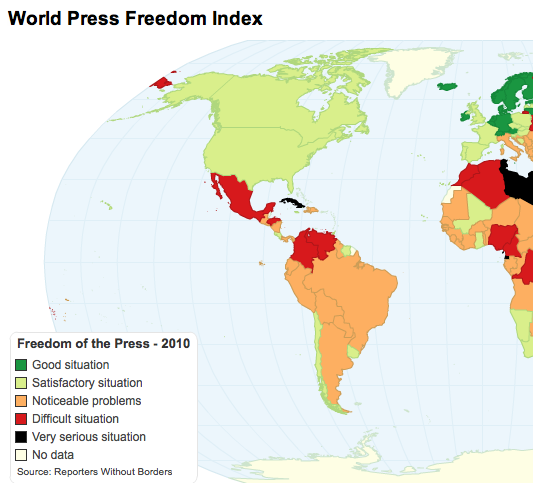 World Press Freedom Index
Freedom of the Press - 2010
Good situation
Satisfactory situation
Noticeable problems
Difficult situation
Very serious situation
No data
Source: Reporters Without Borders